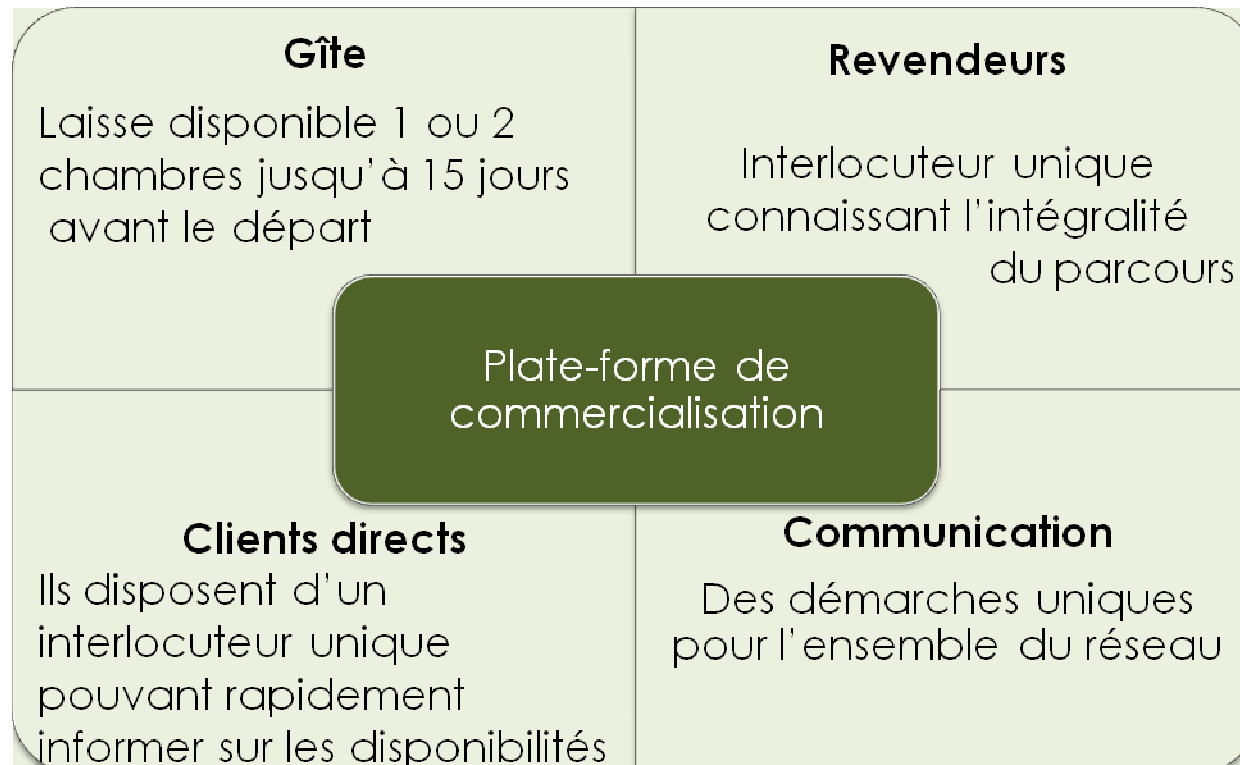 Gîte
Laisse disponible 1 ou 2
chambres jusqu'à 15 jours
avant le départ
Revendeurs
Interlocuteur unique
connaissant l'intégralité
du parcours
Plate-forme de
commercialisation
Clients directs
Ils disposent d'un
interlocuteur unique
pouvant rapidement
informer sur les disponibilités
Communication
Des démarches uniques
pour l'ensemble du réseau